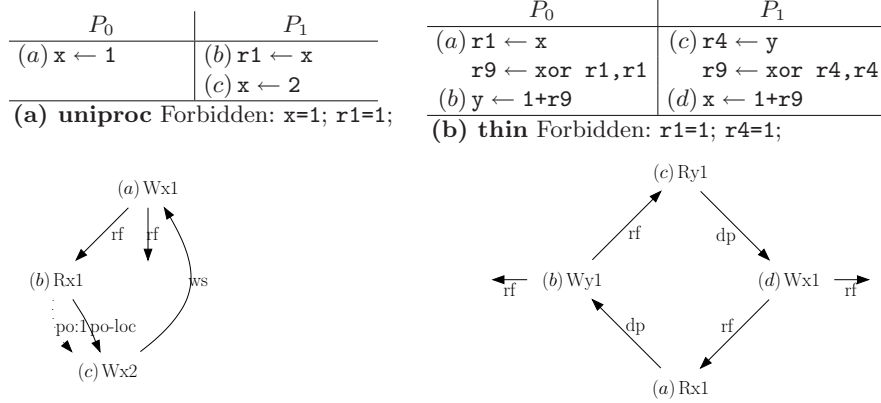 P0 P1
(a) x ← 1 (b) r1 ← x
(c) x ← 2
(a) uniproc Forbidden: x=1; r1=1;
P0 P1
(a) r1 ← x (c) r4 ← y
r9 ← xor r1,r1 r9 ← xor r4,r4
(b) y ← 1+r9 (d) x ← 1+r9
(b) thin Forbidden: r1=1; r4=1;
(a) Wx1
rf rf
(b) Rx1 ws
po:1 po-loc
(c) Wx2
(c) Ry1
rf dp
rf (b) Wy1 (d) Wx1 rf
dp rf
(a) Rx1